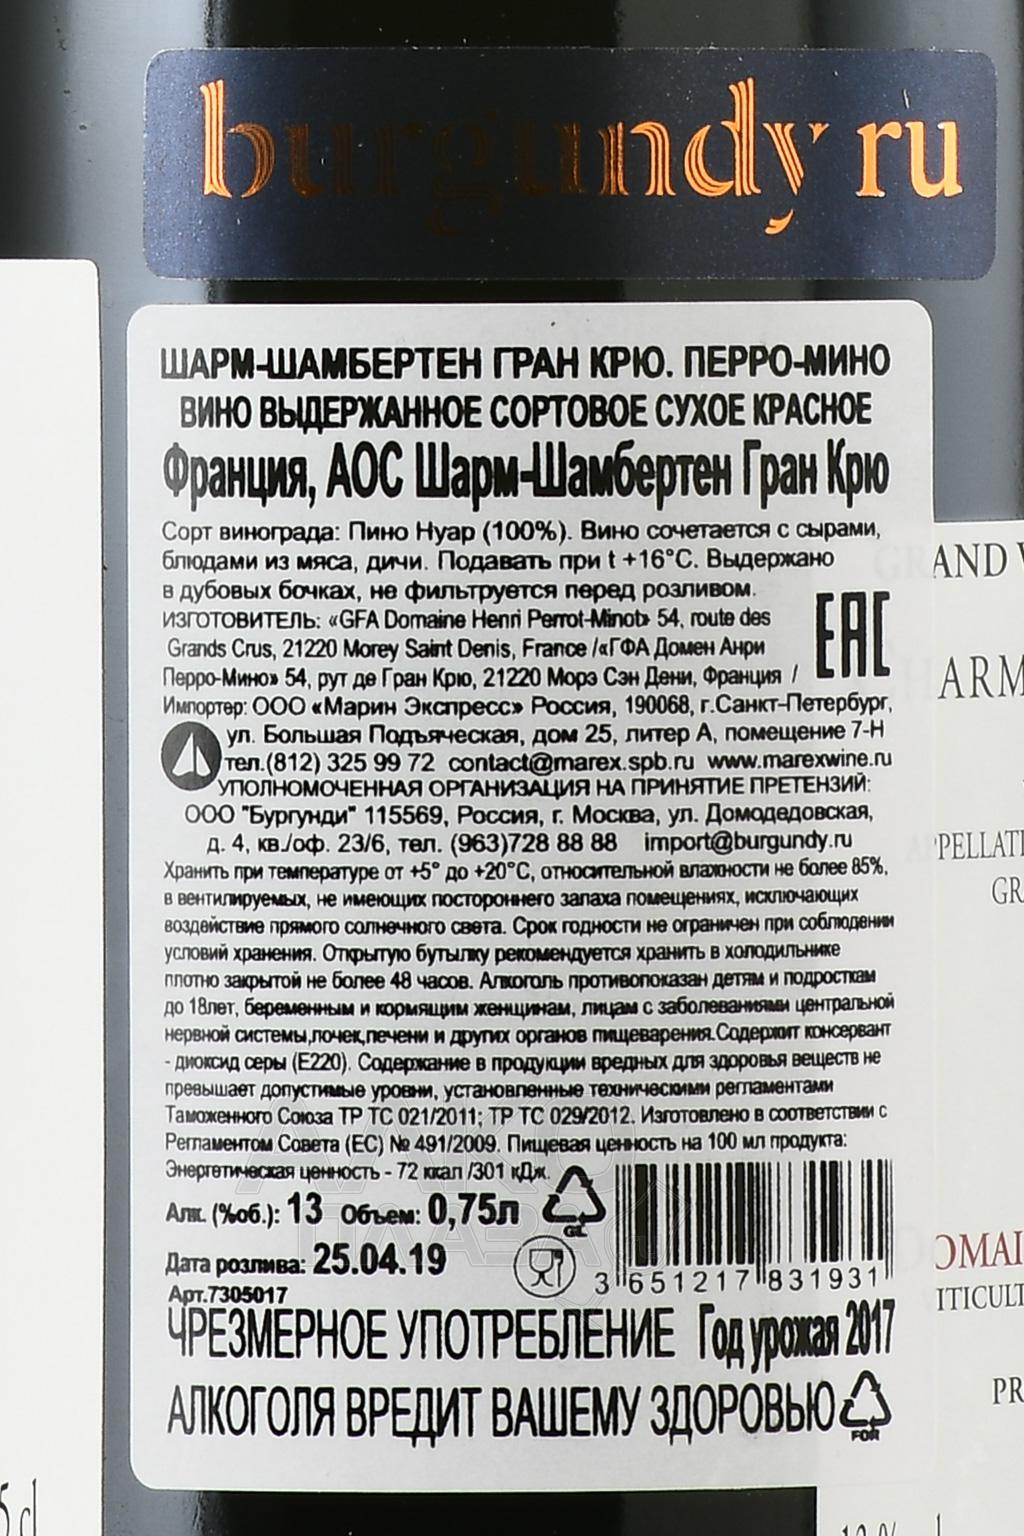 burgundy ru
ШАРМ-ШАМБЕРТЕН ГРАН КРЮ. ПЕРРО-МИНО
ВИНО ВЫДЕРЖАННОЕ СОРТОВОЕ СУХОЕ КРАСНОЕ
Франция, АОС Шарм-Шамбертен Гран Крю
Сорт винограда: Пино Нуар (100%). Вино сочетается с сырами,
блюдами из мяса, дичи. Подавать при t +16°C. Выдержано
в дубовых бочках, не фильтруется перед розливом.
ИЗГОТОВИТЕЛЬ: «GFA Domaine Henri Perrot-Minot» 54, route des
Grands Crus, 21220 Morey Saint Denis, France /«ГФА Домен Анри
Перро-Мино» 54, рут де Гран Крю, 21220 Морэ Сэн Дени, Франция /
EAC
Импортер: ООО «Марин Экспресс» Россия, 190068, г.Санкт-Петербург,
ул. Большая Подъяческая, дом 25, литер А, помещение 7-Н
тел.(812) 325 99 72 contact@marex.spb.ru www.marexwine.ru
УПОЛНОМОЧЕННАЯ ОРГАНИЗАЦИЯ НА ПРИНЯТИЕ ПРЕТЕНЗИЙ:
ООО "Бургунди" 115569, Россия, г. Москва, ул. Домодедовская,
д. 4, кв./оф. 23/6, тел. (963)728 88 88 import@burgundy.ru
Хранить при температуре от +5° до +20°С, относительной влажности не более 85%,
в вентилируемых, не имеющих постороннего запаха помещениях, исключающих
воздействие прямого солнечного света. Срок годности не ограничен при соблюдении
условий хранения. Открытую бутылку рекомендуется хранить в холодильнике
плотно закрытой не более 48 часов. Алкоголь противопоказан детям и подросткам
до 18лет, беременным и кормящим женщинам, лицам с заболеваниями центральной
нервной системы,почек,печени и других органов пищеварения.Содержит консервант
- диоксид серы (Е220). Содержание в продукции вредных для здоровья веществ не
превышает допустимые уровни, установленные техническими регламентами
Таможенного Союза ТР ТС 021/2011; ТР ТС 029/2012. Изготовлено в соответствии с
Регламентом Совета (ЕС) № 491/2009. Пищевая ценность на 100 мл продукта:
Энергетическая ценность - 72 ккал /301 кДж.
Алк. (%об.): 13 Объем: 0,75л
GL
Дата розлива: 25.04.19
3 651217 831931
Арт.7305017
ЧРЕЗМЕРНОЕ УПОТРЕБЛЕНИЕ Год урожая 2017
АЛКОГОЛЯ ВРЕДИТ ВАШЕМУ ЗДОРОВЬЮ
FOR
GRAND
PR
5 cl